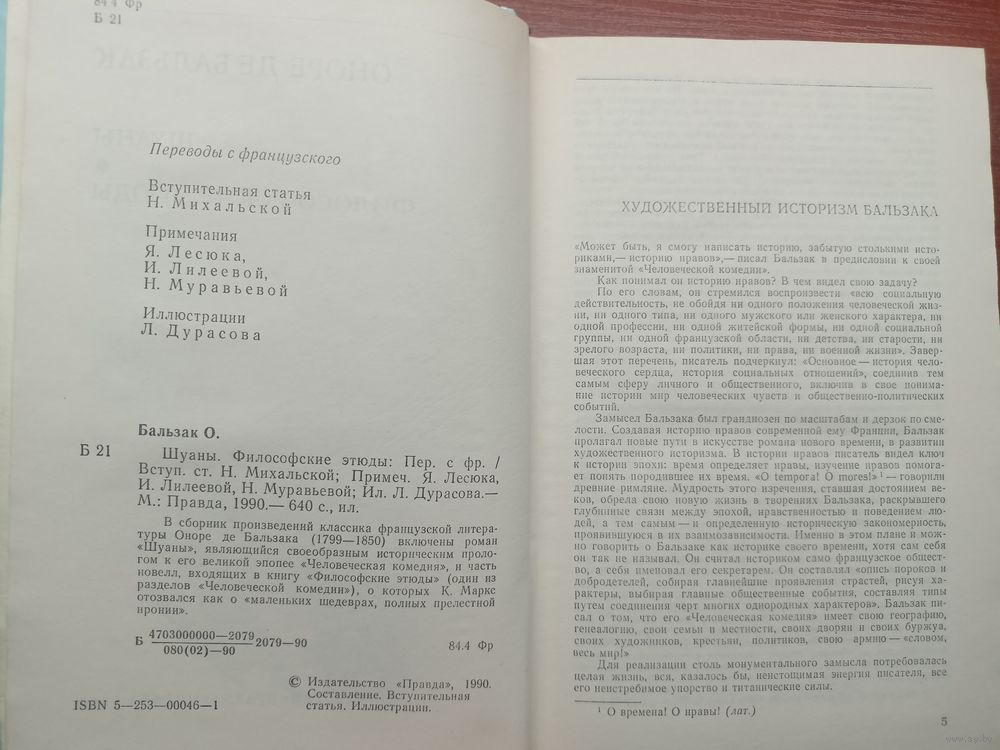 84.4 Фр
Б 21
Переводы с французского
Вступительная статья
Н. Михальской
Примечания
Я. Лесюка,
И. Лилеевой,
Н. Муравьевой
Иллюстрации
Л. Дурасова
Бальзак О.
Б 21
Шуаны. Философские этюды: Пер. с фр. /
Вступ. ст. Н. Михальской; Примеч. Я. Лесюка,
И. Лилеевой, Н. Муравьевой; Ил. Л. Дурасова.—
М.: Правда, 1990.— 640 с., ил.
В сборник произведений классика французской литера-
туры Оноре де Бальзака (1799—1850) включены роман
«Шуаны», являющийся своеобразным историческим проло-
гом к его великой эпопее «Человеческая комедия», и часть
новелл, входящих в книгу «Философские этюды» (один из
разделов «Человеческой комедии»), о которых К. Маркс
отозвался как о «маленьких шедеврах, полных прелестной
иронии».
Б 4703000000—2079 2079—90
080(02)—90
84.4 Фр
© Издательство «Правда», 1990.
Составление. Вступительная
статья. Иллюстрации.
ISBN 5—253—00046—1
ХУДОЖЕСТВЕННЫЙ ИСТОРИЗМ БАЛЬЗАКА
«Может быть, я смогу написать историю, забытую столькими исто-
риками,— историю нравов»,— писал Бальзак в предисловии к своей
знаменитой «Человеческой комедии».
Как понимал он историю нравов? В чем видел свою задачу?
По его словам, он стремился воспроизвести «всю социальную
действительность, не обойдя ни одного положения человеческой жиз-
ни, ни одного типа, ни одного мужского или женского характера, ни
одной профессии, ни одной житейской формы, ни одной социальной
группы, ни одной французской области, ни детства, ни старости, ни
зрелого возраста, ни политики, ни права, ни военной жизни». Завер-
шая этот перечень, писатель подчеркнул: «Основное — история чело-
веческого сердца, история социальных отношений», соединив тем
самым сферу личного и общественного, включив в свое понима-
ние истории мир человеческих чувств и общественно-политических
событий.
Замысел Бальзака был грандиозен по масштабам и дерзок по сме-
лости. Создавая историю нравов современной ему Франции, Бальзак
пролагал новые пути в искусстве романа нового времени, в развитии
художественного историзма. В истории нравов писатель видел ключ
к истории эпохи: время определяет нравы, изучение нравов помога-
ет понять породившее их время. «O tempora! O mores!» ¹ — говорили
древние римляне. Мудрость этого изречения, ставшая достоянием ве-
ков, обрела свою новую жизнь в творениях Бальзака, раскрывшего
глубинные связи между эпохой, нравственностью и поведением лю-
дей, а тем самым — и определенную историческую закономерность,
проявившуюся в их взаимозависимости. Именно в этом плане и мож-
но говорить о Бальзаке как историке своего времени, хотя сам себя
он так не называл. Он считал историком само французское общест-
во, а себя именовал его секретарем. Он составлял «опись пороков и
добродетелей, собирая главнейшие проявления страстей, рисуя ха-
рактеры, выбирая главные общественные события, составляя типы
путем соединения черт многих однородных характеров». Бальзак пи-
сал о том, что его «Человеческая комедия» имеет свою географию,
генеалогию, свои семьи и местности, своих дворян и своих буржуа,
своих художников, крестьян, политиков, свою армию — «словом,
весь мир!»
Для реализации столь монументального замысла потребовалась
целая жизнь, вся, казалось бы, неистощимая энергия писателя, все
его неистребимое упорство и титанические силы.
¹ О времена! О нравы! (лат.)
5
www.ay.by